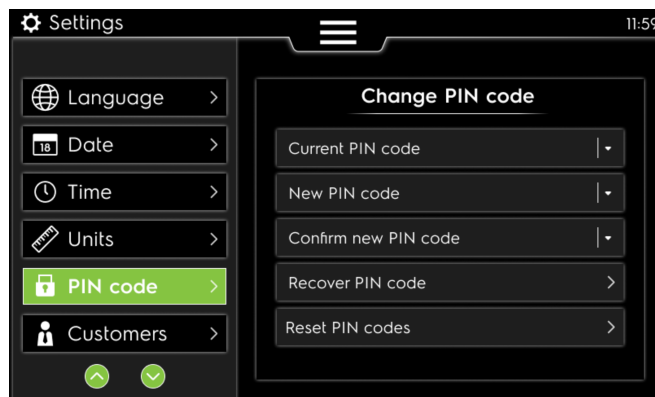 Settings
11:59
Language
Change PIN code
18 Date
Current PIN code
Time
New PIN code
Units
Confirm new PIN code
PIN code
Recover PIN code
Customers
Reset PIN codes